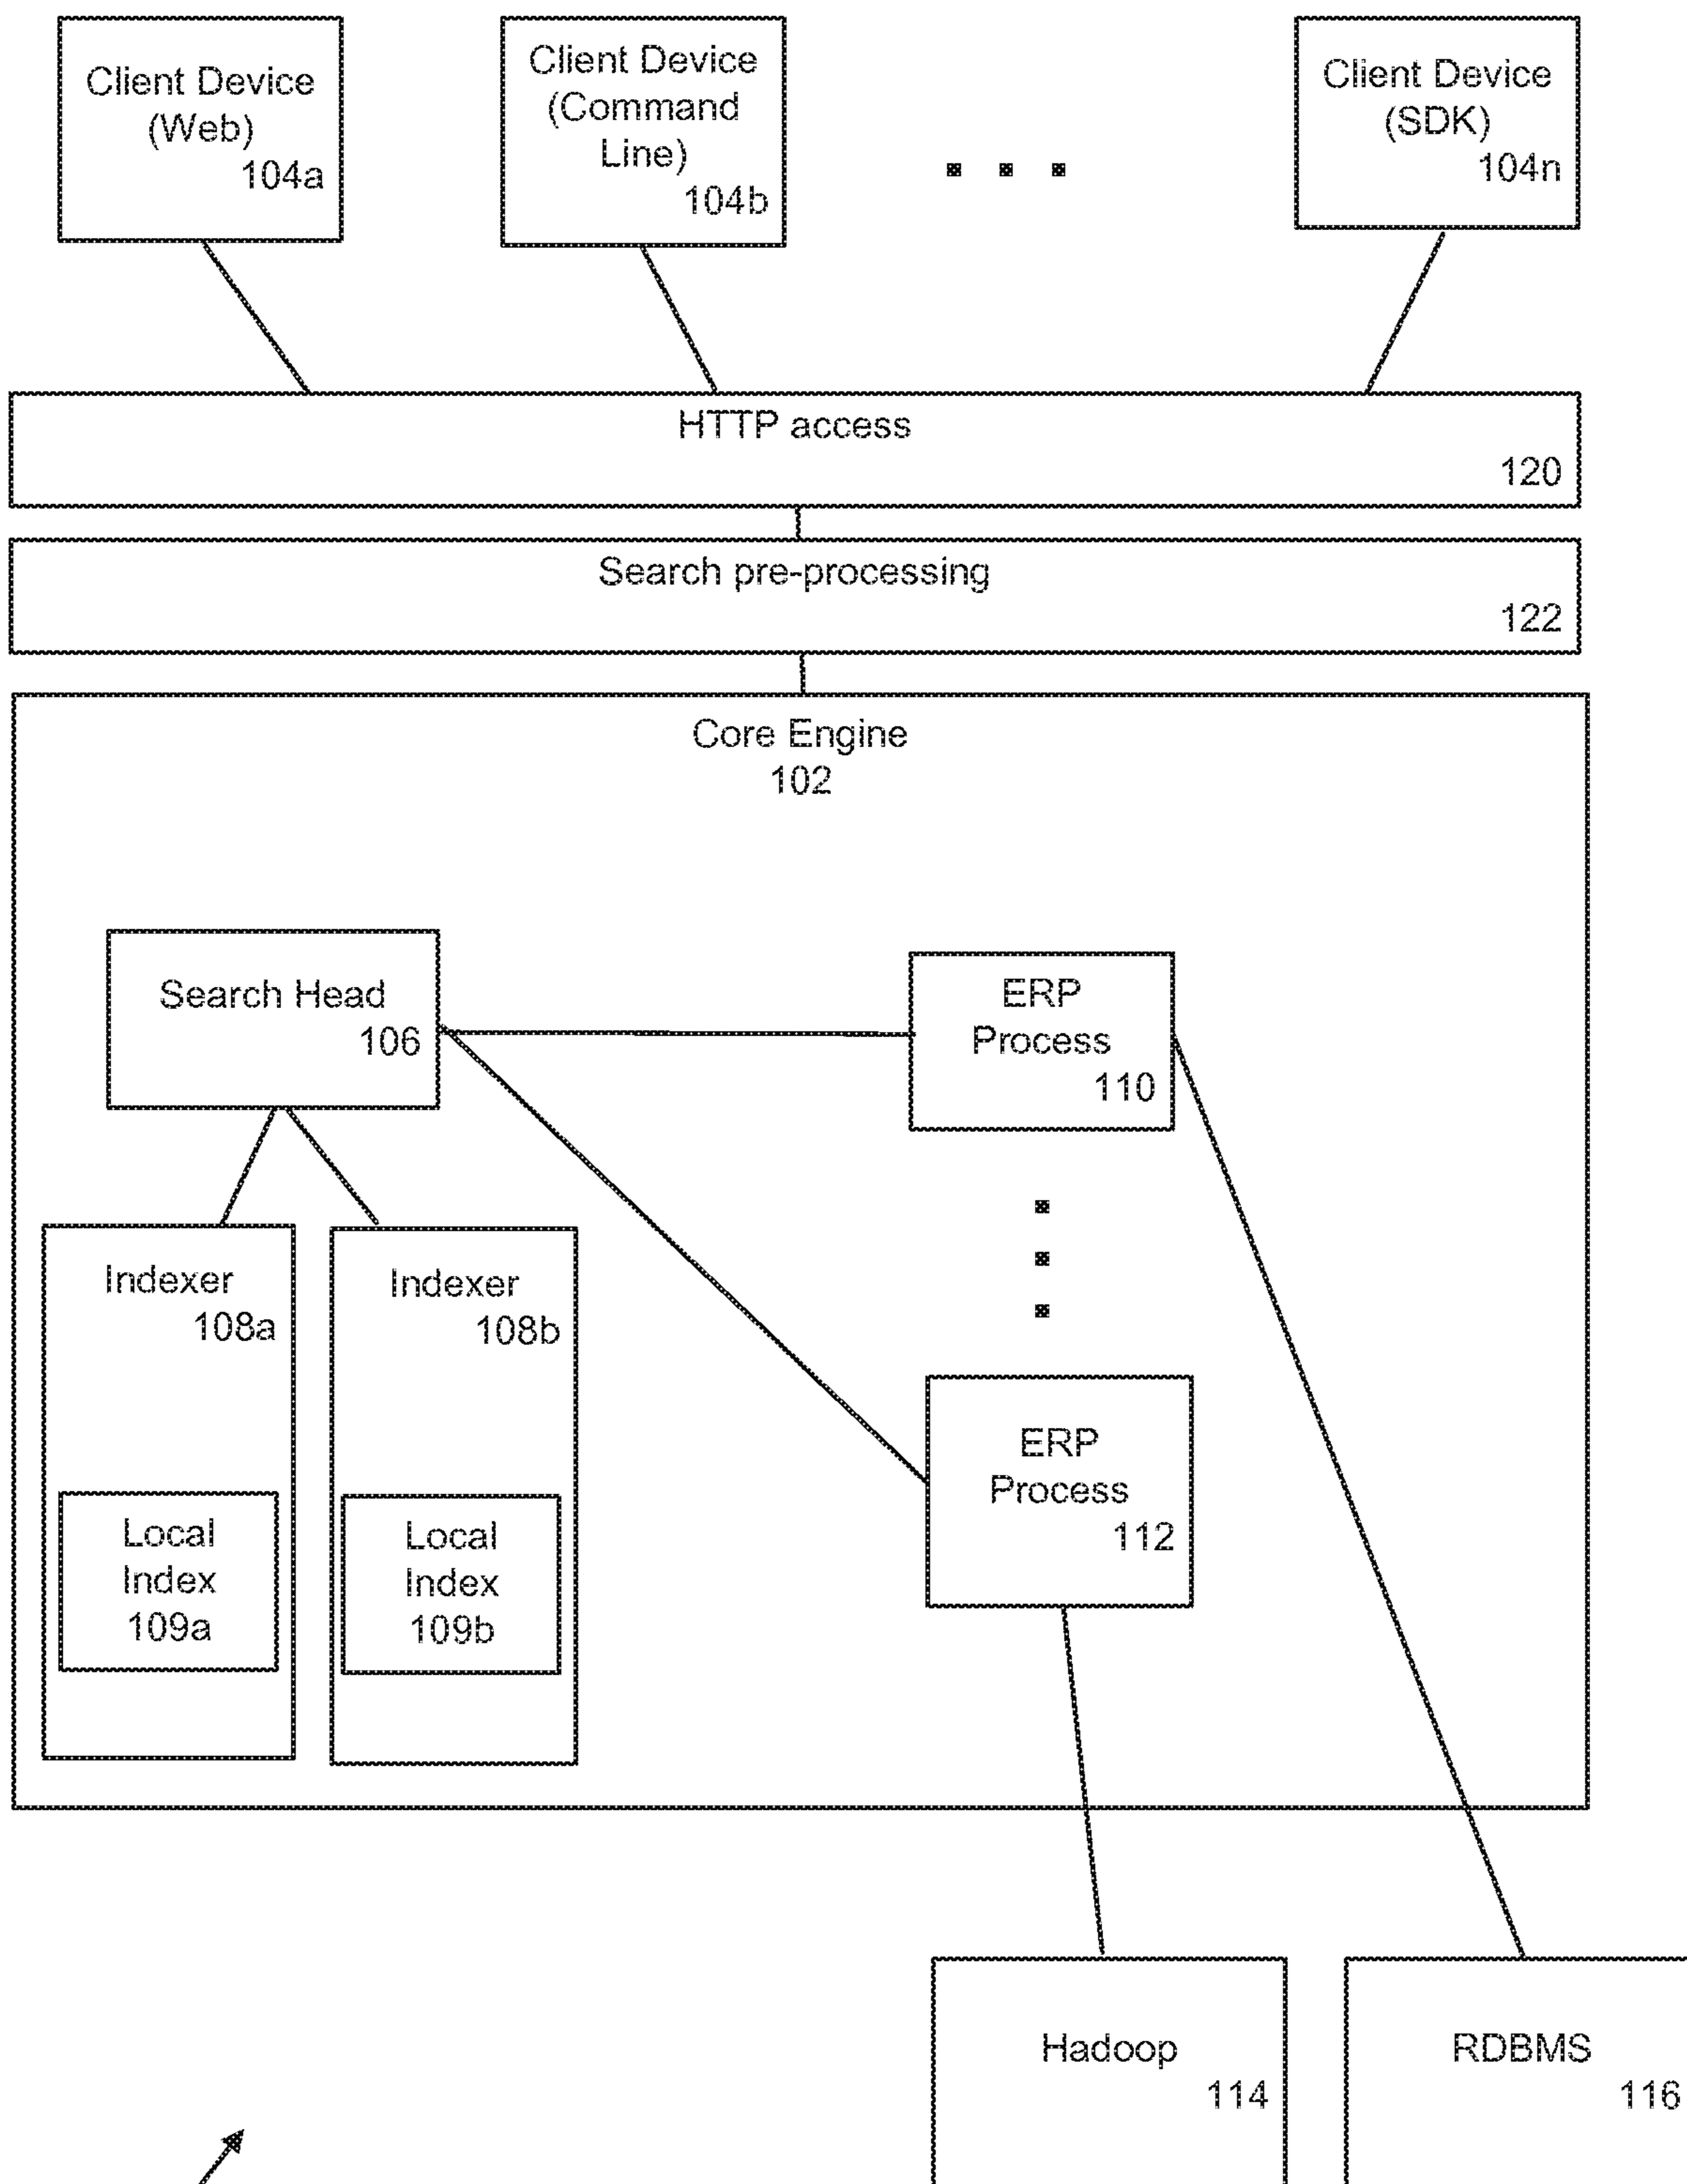 Client Device
(Web)
104a
Client Device
(Command
Line)
104b
Client Device
(SDK)
104n
HTTP access
120
Search pre-processing
122
Core Engine
102
Search Head
106
ERP
Process
110
Indexer
108a
Indexer
108b
Local
Index
109a
Local
Index
109b
ERP
Process
112
Hadoop
114
RDBMS
116